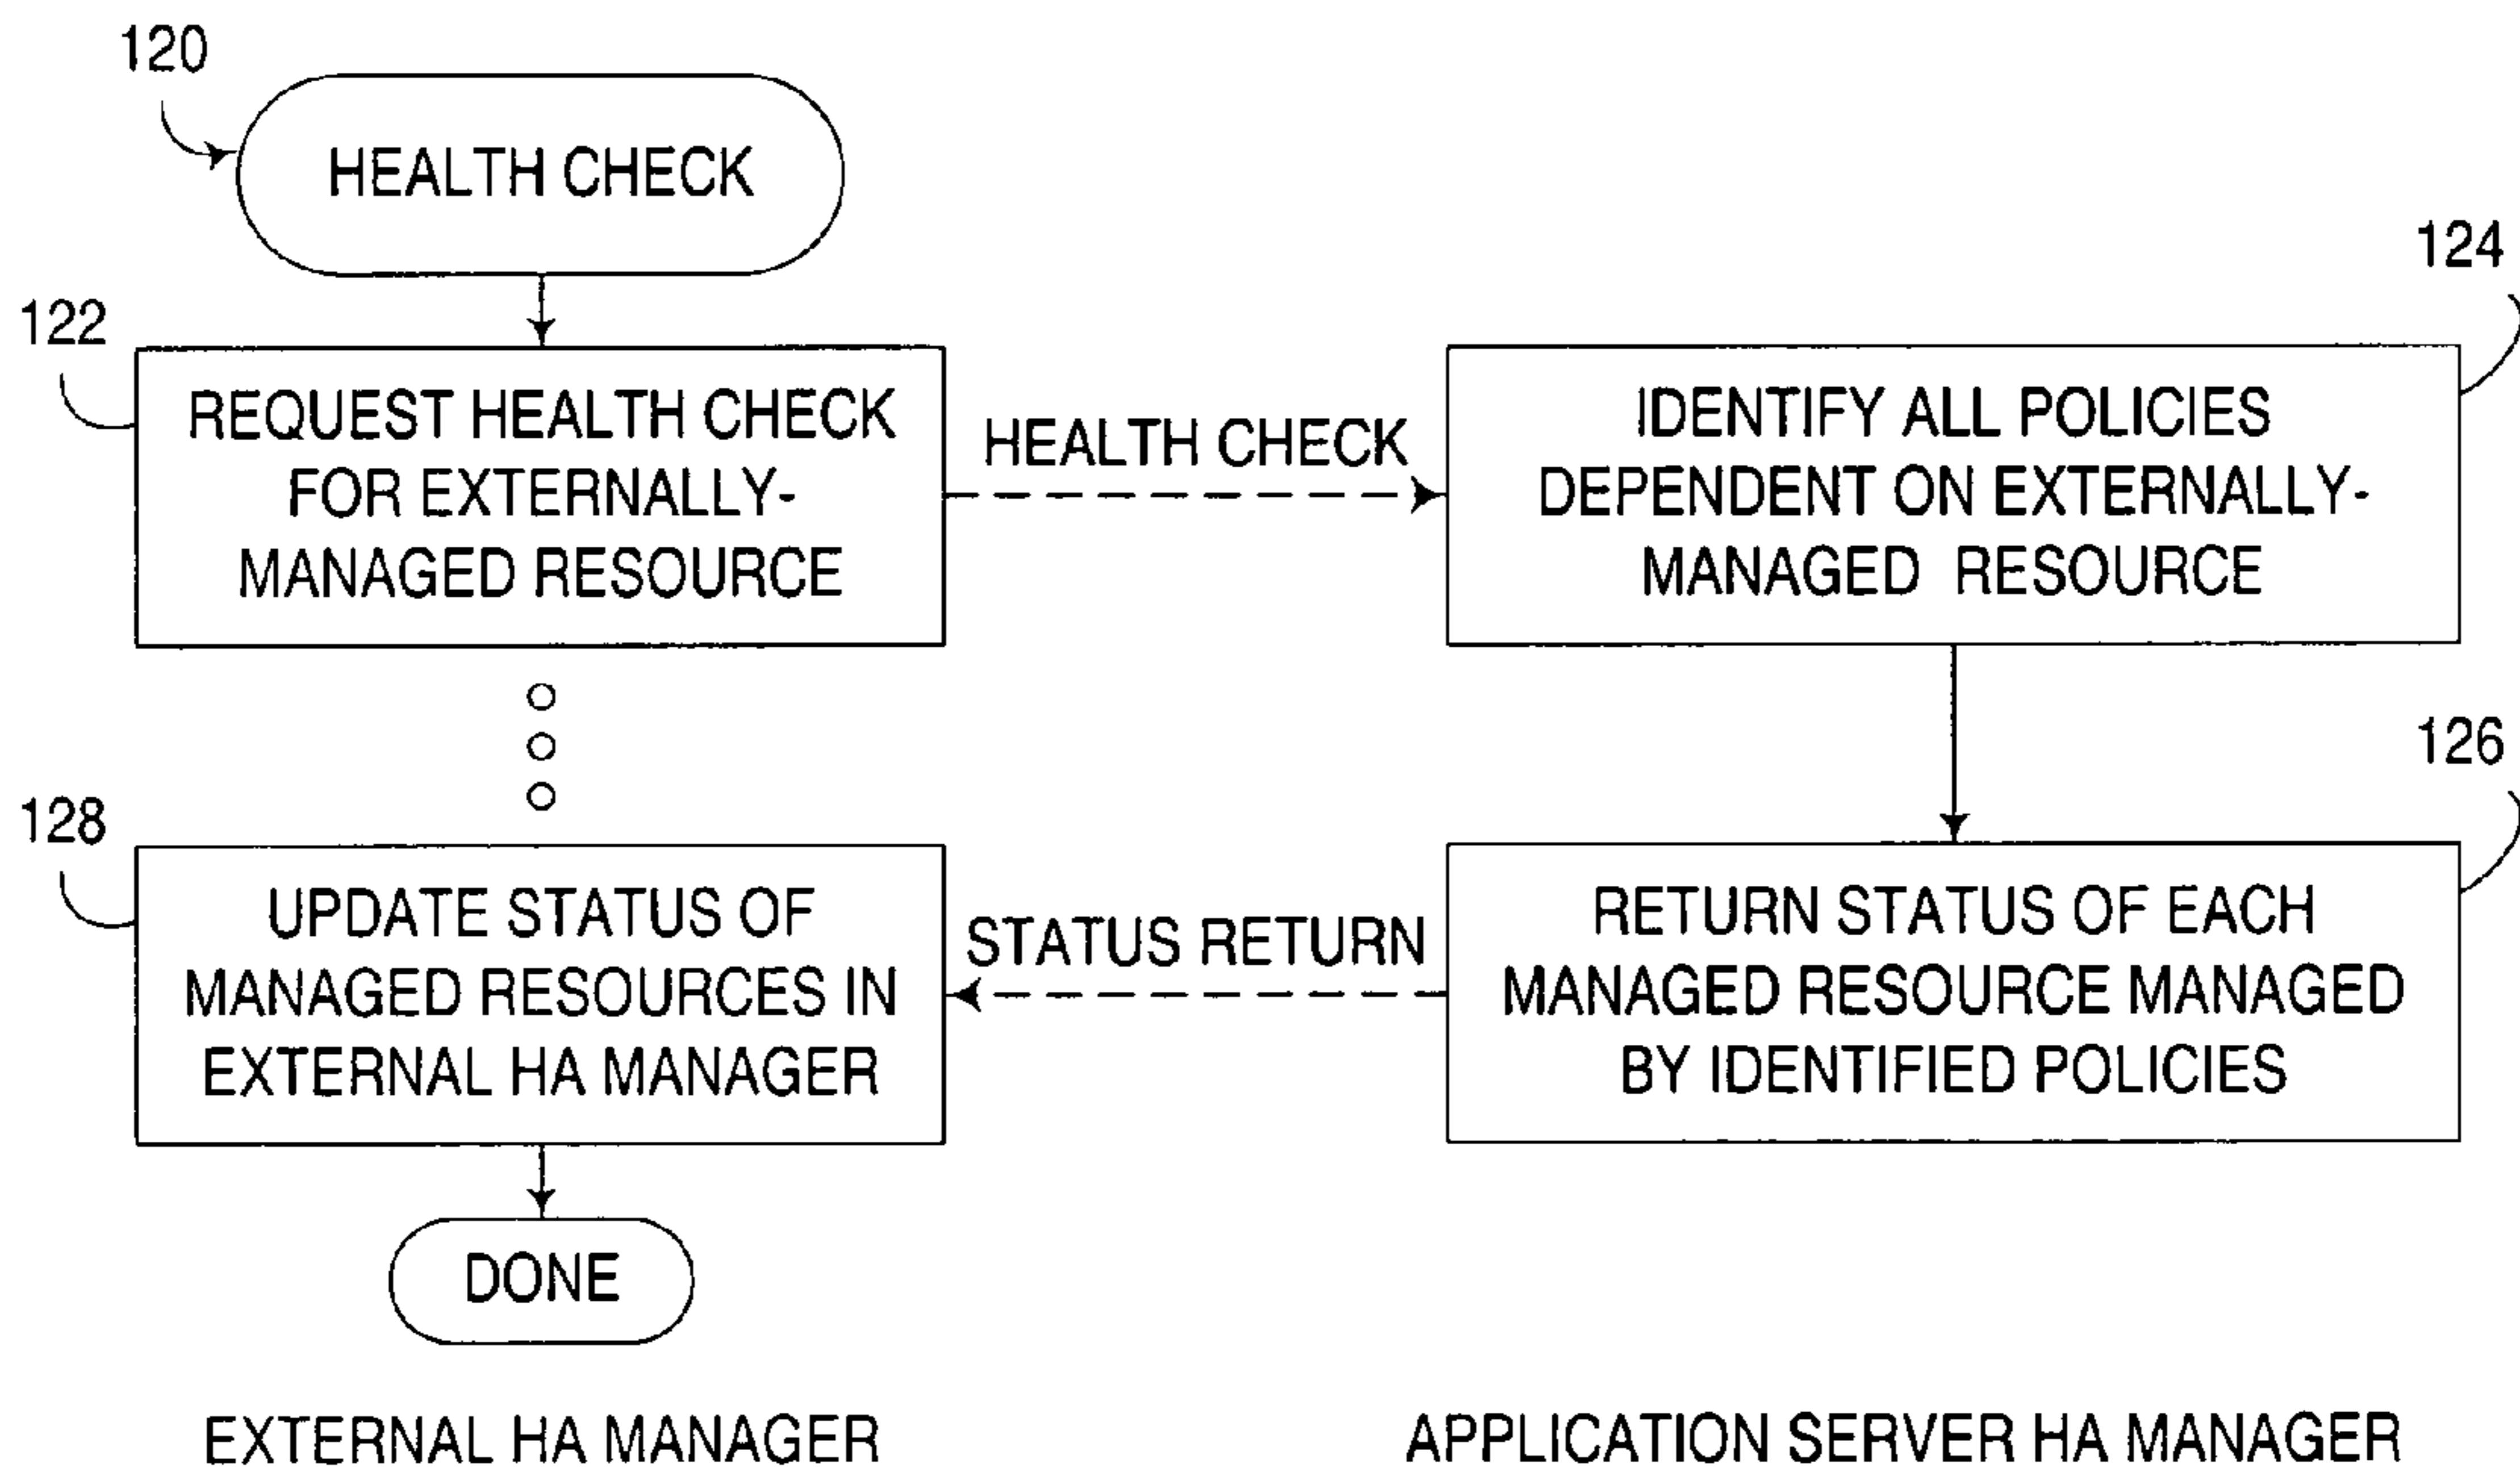 120
HEALTH CHECK
122
REQUEST HEALTH CHECK
FOR EXTERNALLY-
MANAGED RESOURCE
HEALTH CHECK
124
IDENTIFY ALL POLICIES
DEPENDENT ON EXTERNALLY-
MANAGED RESOURCE
126
RETURN STATUS OF EACH
MANAGED RESOURCE MANAGED
BY IDENTIFIED POLICIES
STATUS RETURN
128
UPDATE STATUS OF
MANAGED RESOURCES IN
EXTERNAL HA MANAGER
DONE
EXTERNAL HA MANAGER
APPLICATION SERVER HA MANAGER